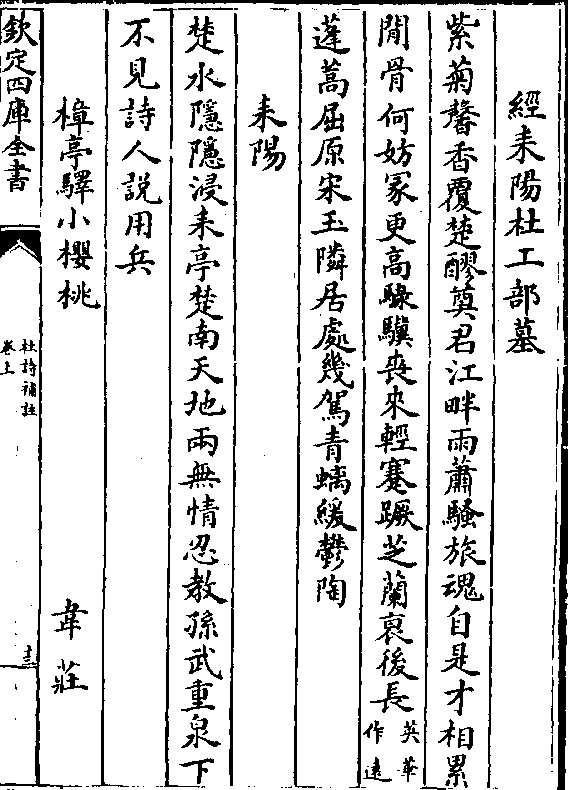 經耒陽杜工部墓
紫菊馨香覆楚醪奠君江畔雨蕭騷旅魂自是才相累
閒骨何妨冢更高騄驥喪來輕蹇蹶芝蘭衰後長英華作遠
蓬蒿屈原宋玉隣居處幾駕青螭緩鬱陶
耒陽
楚水隱隱浸耒亭楚南天地兩無情忍教孫武重泉下
不見詩人説用兵
樟亭驛小櫻桃 韋莊
欽定四庫全書
杜詩補註
卷上